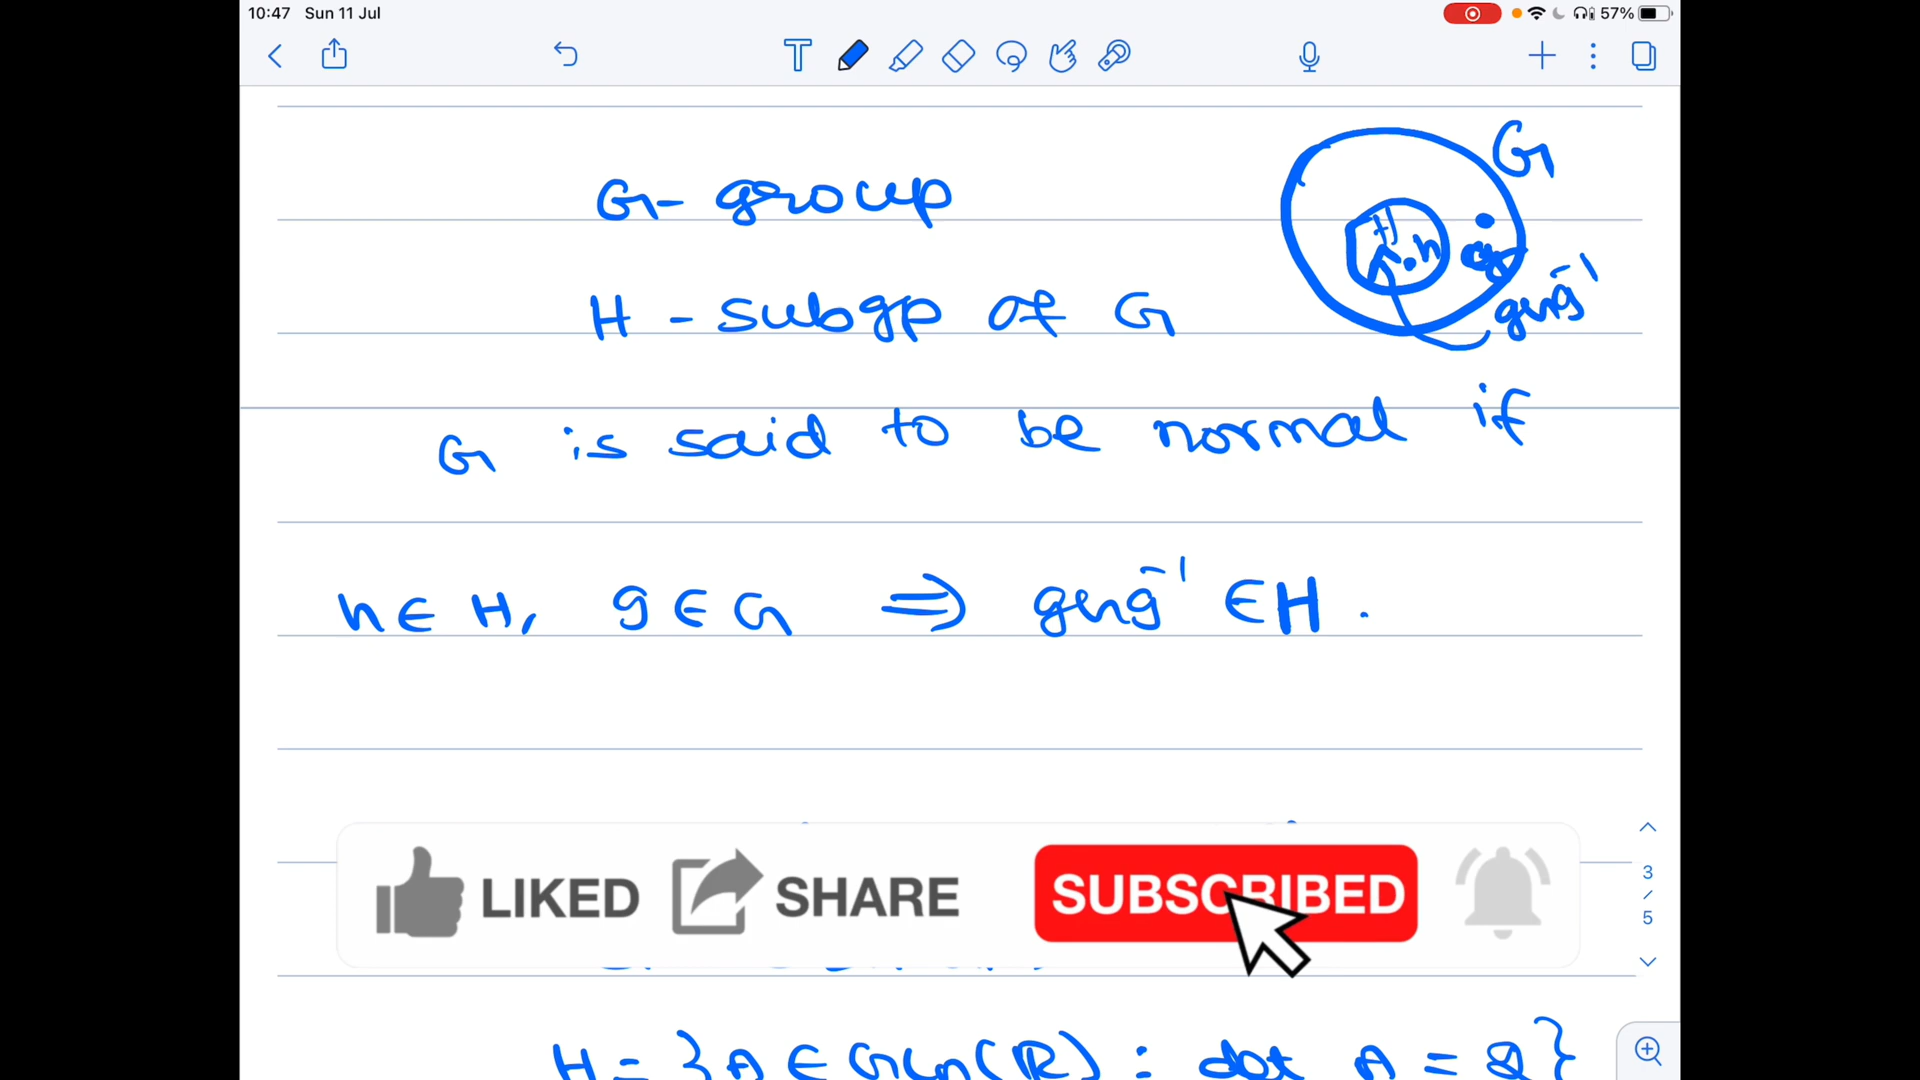 10:47 Sun 11 Jul
57%
G
G - group
H
h
g
ghg⁻¹
H - subgp of G
G is said to be normal if
h ∈ H, g ∈ G ⇒ ghg⁻¹ ∈ H.
LIKED SHARE SUBSCRIBED
3
/
5
H = {A ∈ GLn(ℝ) : det A =